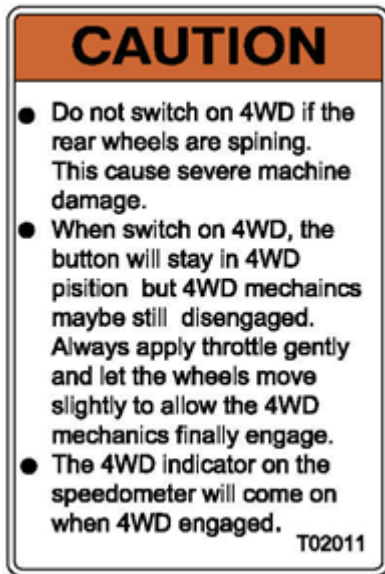 CAUTION
● Do not switch on 4WD if the
rear wheels are spining.
This cause severe machine
damage.
● When switch on 4WD, the
button will stay in 4WD
pisition but 4WD mechaincs
maybe still disengaged.
Always apply throttle gently
and let the wheels move
slightly to allow the 4WD
mechanics finally engage.
● The 4WD indicator on the
speedometer will come on
when 4WD engaged.
T02011